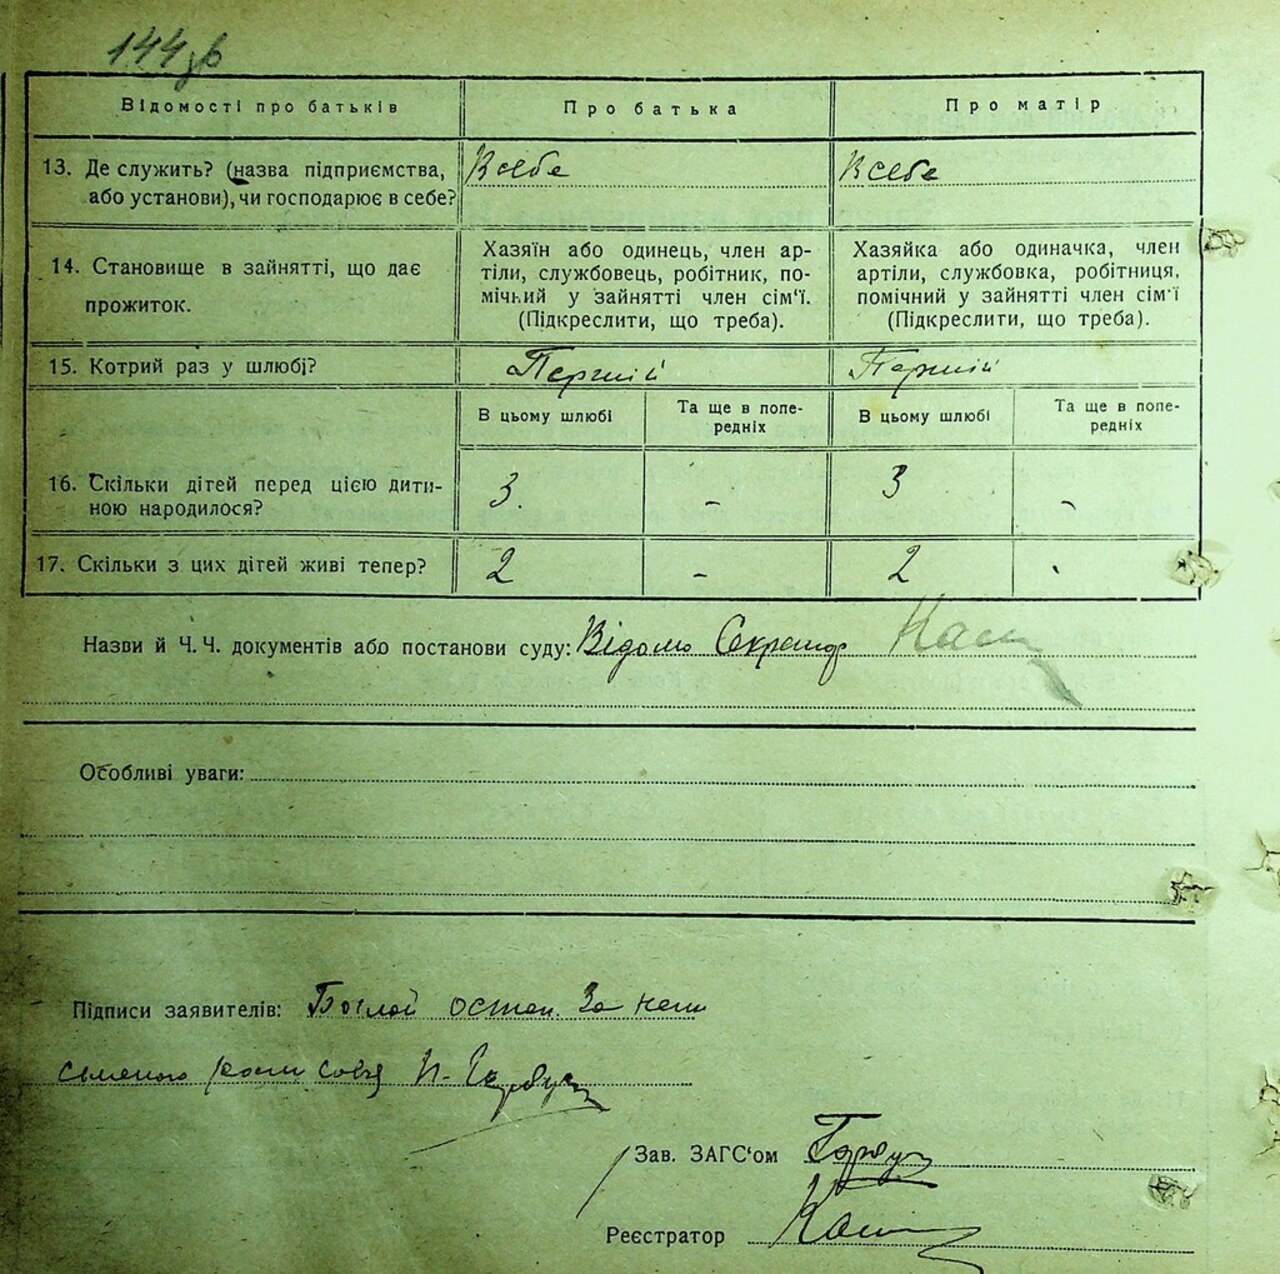 144зв
Відомості про батьків
Про батька
Про матір
13. Де служить? (назва підприємства,
або установи), чи господарює в себе?
В себе
В себе
14. Становище в зайнятті, що дає
прожиток.
Хазяїн або одинець, член ар-
тіли, службовець, робітник, по-
мічний у зайнятті член сім‘ї.
(Підкреслити, що треба).
Хазяйка або одиначка, член
артіли, службовка, робітниця,
помічний у зайнятті член сім‘ї
(Підкреслити, що треба).
15. Котрий раз у шлюбі?
Перший
Перший
В цьому шлюбі
Та ще в попе-
редніх
В цьому шлюбі
Та ще в попе-
редніх
16. Скільки дітей перед цією дити-
ною народилося?
3.
-
3
-
17. Скільки з цих дітей живі тепер?
2
-
2
Назви й Ч. Ч. документів або постанови суду: Відомо Секретар
Особливі уваги:
Підписи заявителів: остап. За
Зав. ЗАГС‘ом
Реєстратор